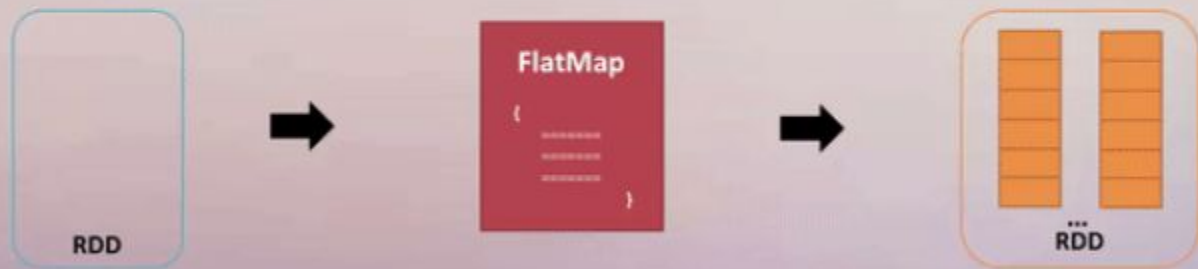 RDD
FlatMap
{
=======
=======
=======
}
...
RDD